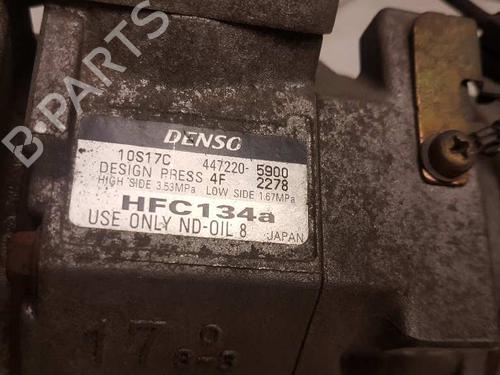 B-PARTS
DENSO
10S17C 447220-5900
DESIGN PRESS 4F 2278
HIGH SIDE 3.53MPa LOW SIDE 1.67MPa
HFC134a
USE ONLY ND-OIL 8 JAPAN
17